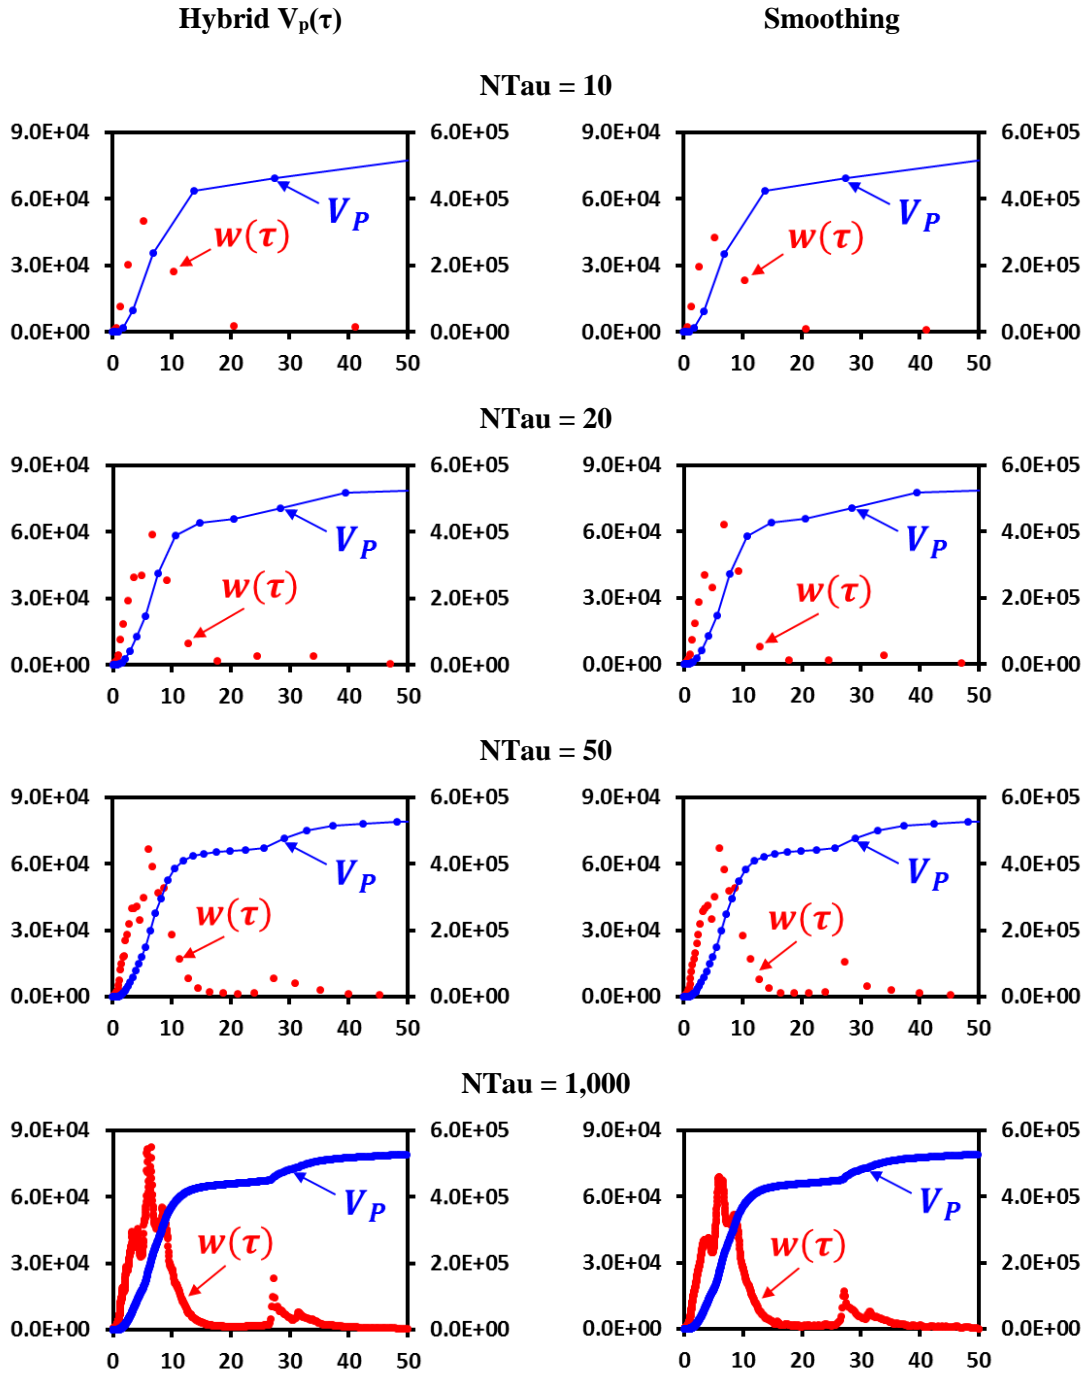 Hybrid Vₚ(τ) Smoothing
NTau = 10
9.0E+04 6.0E+05 9.0E+04 6.0E+05
6.0E+04 4.0E+05 6.0E+04 4.0E+05
V_P V_P
w(τ) w(τ)
3.0E+04 2.0E+05 3.0E+04 2.0E+05
0.0E+00 0.0E+00 0.0E+00 0.0E+00
0 10 20 30 40 50 0 10 20 30 40 50
NTau = 20
9.0E+04 6.0E+05 9.0E+04 6.0E+05
6.0E+04 4.0E+05 6.0E+04 4.0E+05
V_P V_P
w(τ) w(τ)
3.0E+04 2.0E+05 3.0E+04 2.0E+05
0.0E+00 0.0E+00 0.0E+00 0.0E+00
0 10 20 30 40 50 0 10 20 30 40 50
NTau = 50
9.0E+04 6.0E+05 9.0E+04 6.0E+05
6.0E+04 4.0E+05 6.0E+04 4.0E+05
V_P V_P
w(τ) w(τ)
3.0E+04 2.0E+05 3.0E+04 2.0E+05
0.0E+00 0.0E+00 0.0E+00 0.0E+00
0 10 20 30 40 50 0 10 20 30 40 50
NTau = 1,000
9.0E+04 6.0E+05 9.0E+04 6.0E+05
6.0E+04 4.0E+05 6.0E+04 4.0E+05
V_P V_P
w(τ) w(τ)
3.0E+04 2.0E+05 3.0E+04 2.0E+05
0.0E+00 0.0E+00 0.0E+00 0.0E+00
0 10 20 30 40 50 0 10 20 30 40 50